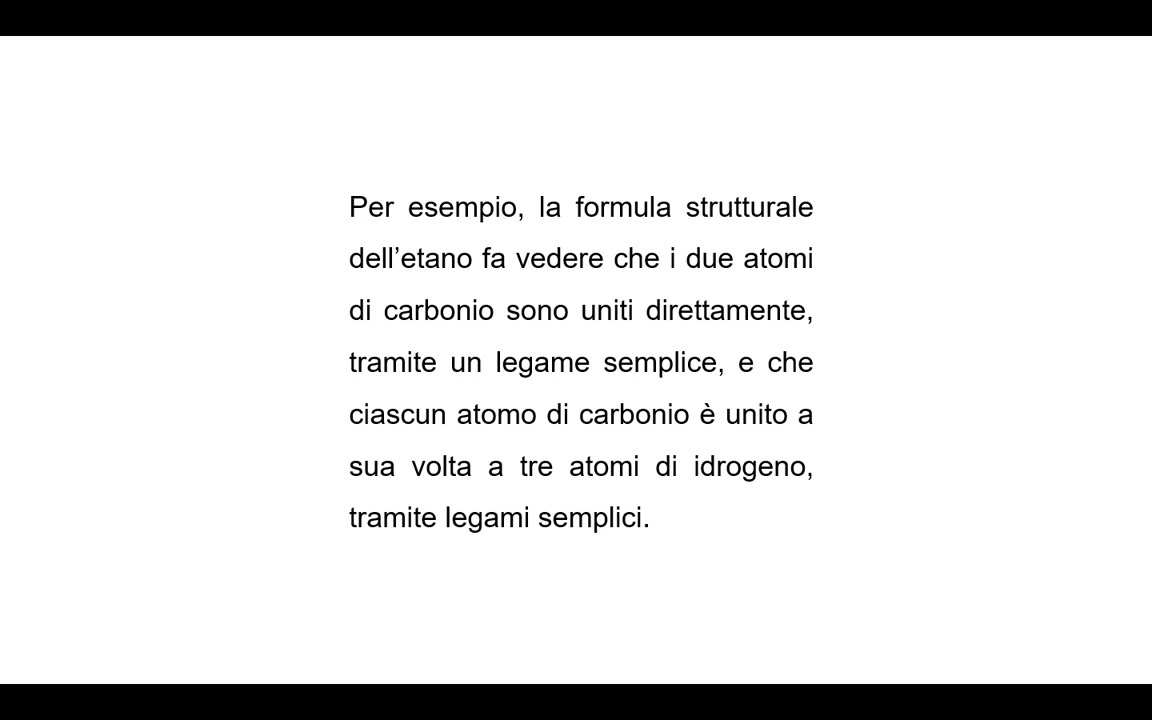 Per esempio, la formula strutturale
dell’etano fa vedere che i due atomi
di carbonio sono uniti direttamente,
tramite un legame semplice, e che
ciascun atomo di carbonio è unito a
sua volta a tre atomi di idrogeno,
tramite legami semplici.